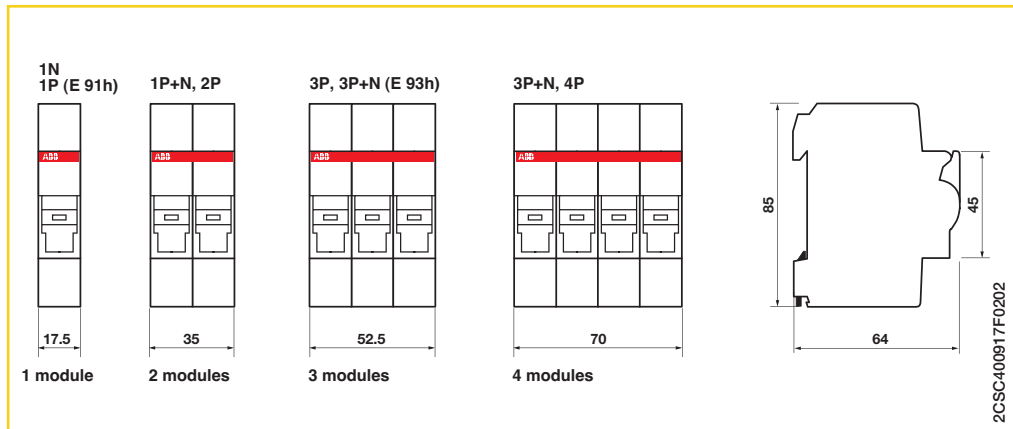 1N
1P (E 91h)
1P+N, 2P
3P, 3P+N (E 93h)
3P+N, 4P
ABB
ABB
ABB
ABB
85
45
17.5
35
52.5
70
64
1 module
2 modules
3 modules
4 modules
2CSC400917F0202